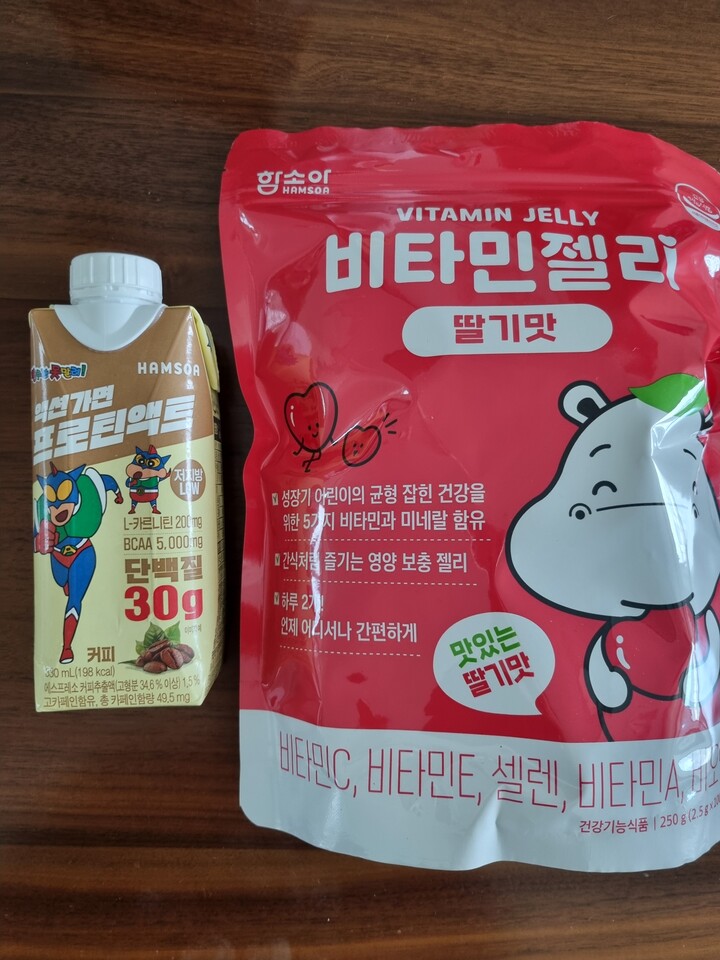 HAMSOA
액션가면
프로틴액트
저지방
LOW
L-카르니틴 200mg
BCAA 5,000mg
단백질
30g
커피
330 mL(198 kcal)
에스프레소 커피추출액(고형분 34.6 % 이상) 1.5 %
고카페인함유, 총 카페인함량 49.5 mg
함소아
HAMSOA
VITAMIN JELLY
비타민젤리
딸기맛
성장기 어린이의 균형 잡힌 건강을
위한 5가지 비타민과 미네랄 함유
간식처럼 즐기는 영양 보충 젤리
하루 2개!
언제 어디서나 간편하게
맛있는
딸기맛
비타민C, 비타민E, 셀렌, 비타민A,
건강기능식품 | 250 g (2.5 g x